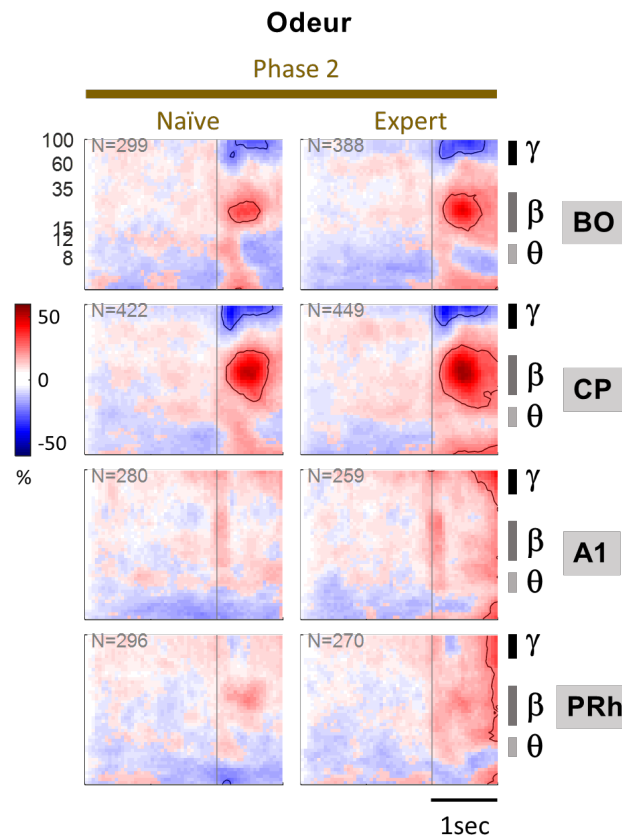 Odeur
Phase 2
Naïve Expert
100
60
35
15
12
8
N=299 N=388
γ
β
θ
BO
50
0
-50
%
N=422 N=449
γ
β
θ
CP
N=280 N=259
γ
β
θ
A1
N=296 N=270
γ
β
θ
PRh
1sec